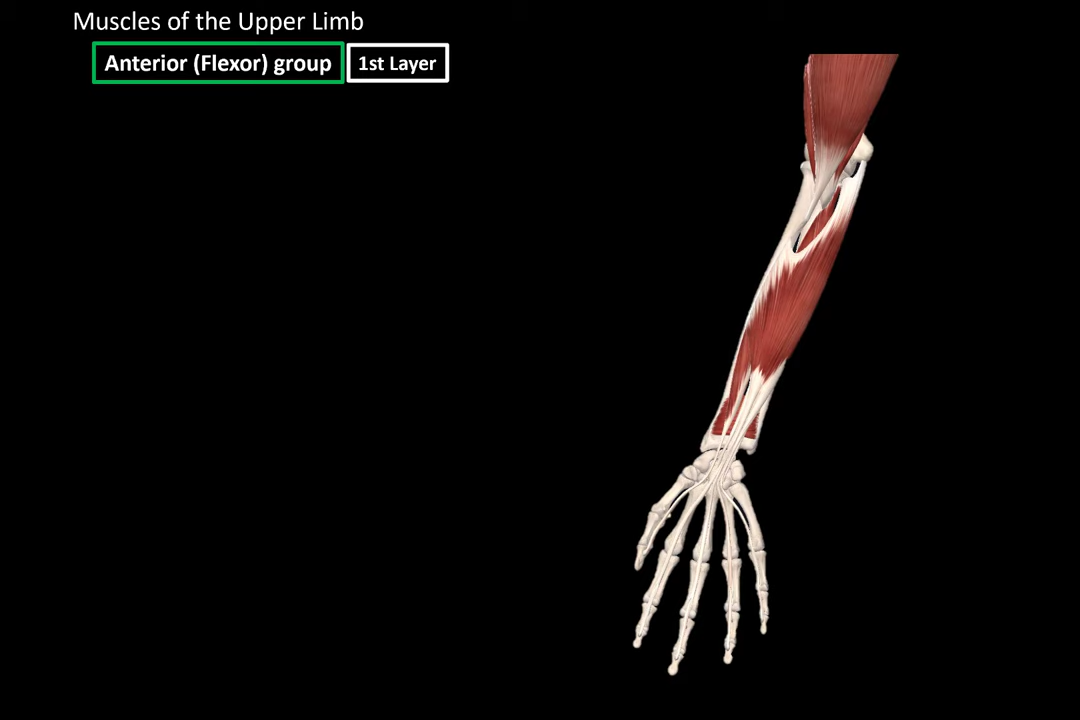 Muscles of the Upper Limb
Anterior (Flexor) group 1st Layer